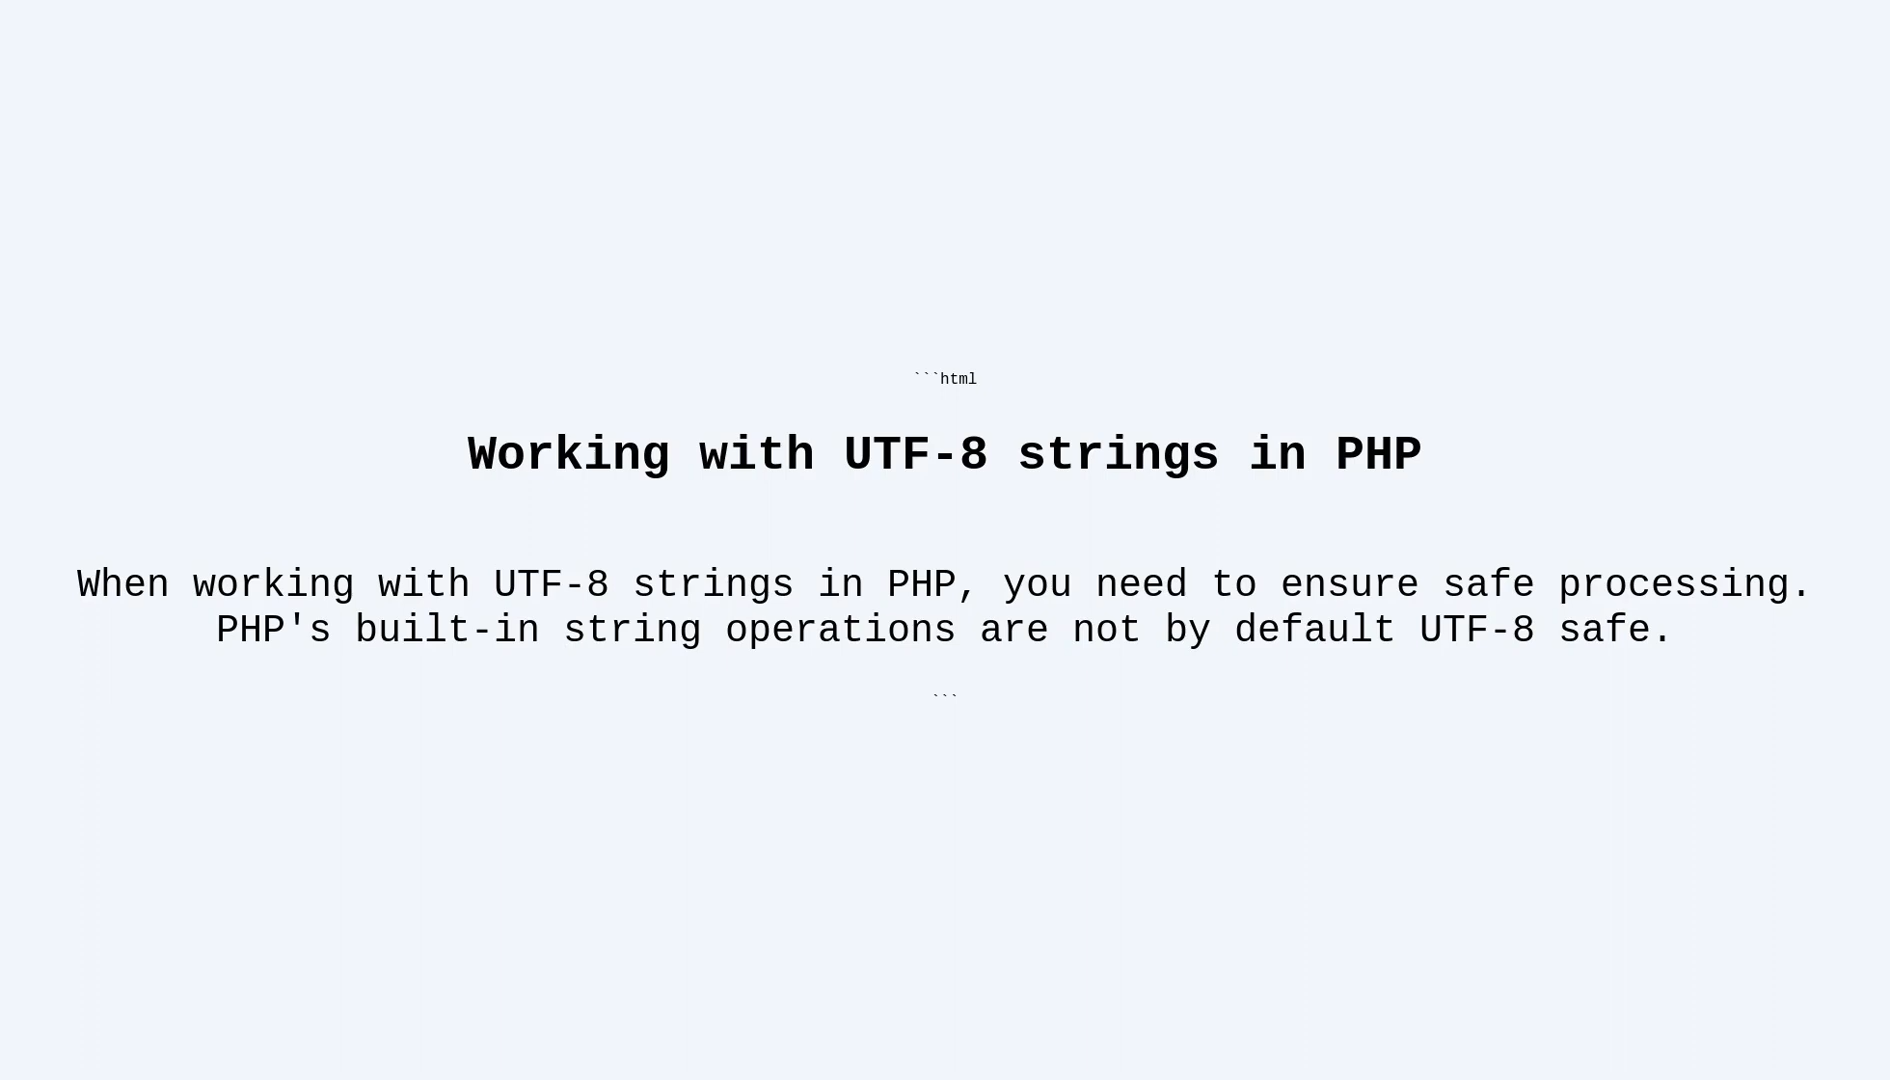 ```html
Working with UTF-8 strings in PHP
When working with UTF-8 strings in PHP, you need to ensure safe processing.
PHP's built-in string operations are not by default UTF-8 safe.
```